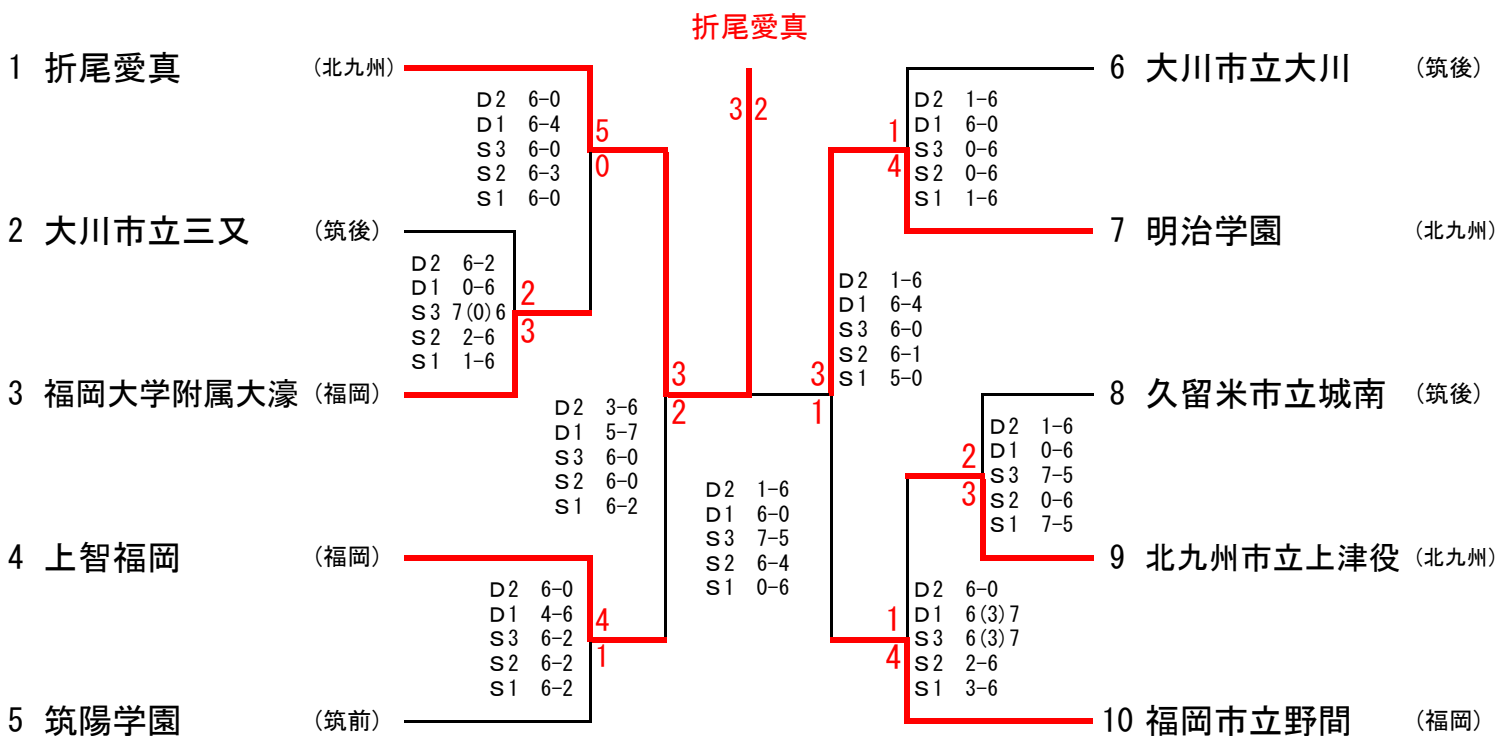 折尾愛真
3 2
1 折尾愛真 (北九州)
D2 6-0
D1 6-4
S3 6-0
S2 6-3
S1 6-0
5
0
2 大川市立三又 (筑後)
D2 6-2
D1 0-6
S3 7(0)6
S2 2-6
S1 1-6
2
3
3 福岡大学附属大濠 (福岡)
D2 3-6
D1 5-7
S3 6-0
S2 6-0
S1 6-2
3
2
4 上智福岡 (福岡)
D2 6-0
D1 4-6
S3 6-2
S2 6-2
S1 6-2
4
1
5 筑陽学園 (筑前)
D2 1-6
D1 6-0
S3 7-5
S2 6-4
S1 0-6
6 大川市立大川 (筑後)
D2 1-6
D1 6-0
S3 0-6
S2 0-6
S1 1-6
1
4
7 明治学園 (北九州)
D2 1-6
D1 6-4
S3 6-0
S2 6-1
S1 5-0
3
1
8 久留米市立城南 (筑後)
D2 1-6
D1 0-6
S3 7-5
S2 0-6
S1 7-5
2
3
9 北九州市立上津役 (北九州)
D2 6-0
D1 6(3)7
S3 6(3)7
S2 2-6
S1 3-6
1
4
10 福岡市立野間 (福岡)